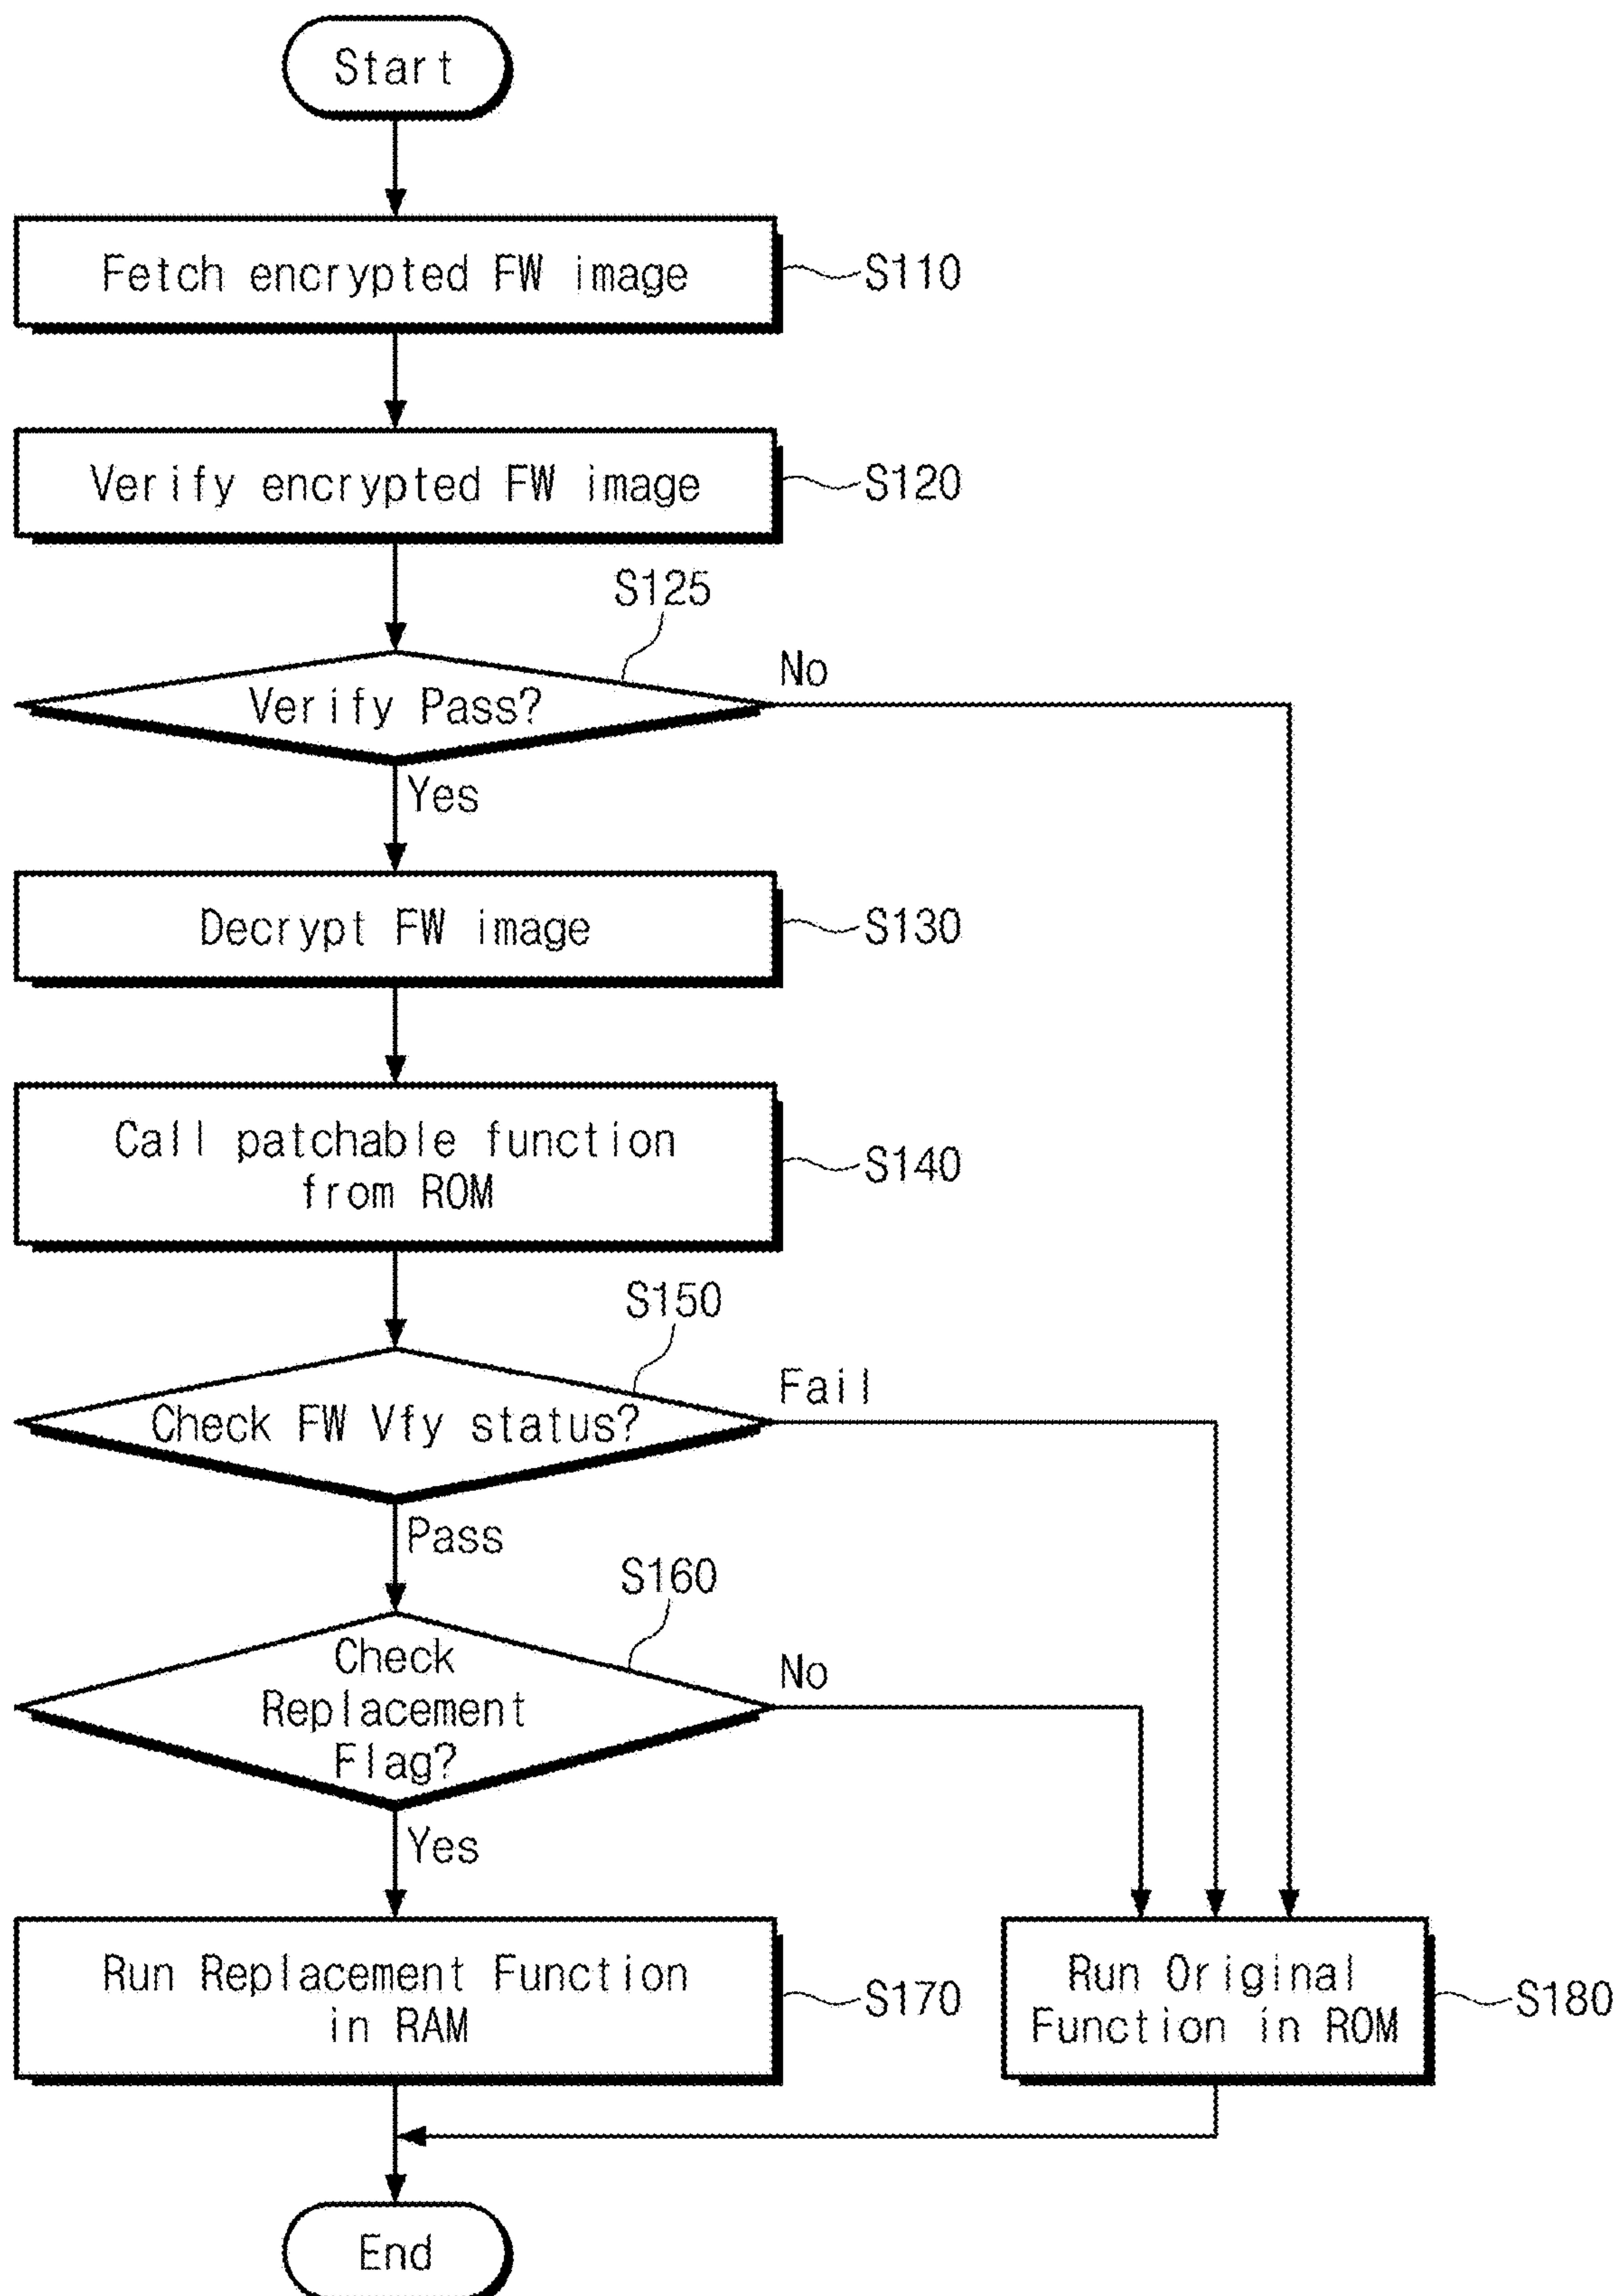 Start
Fetch encrypted FW image
S110
Verify encrypted FW image
S120
S125
Verify Pass?
No
Yes
Decrypt FW image
S130
Call patchable function
from ROM
S140
S150
Check FW Vfy status?
Fail
Pass
S160
Check
Replacement
Flag?
No
Yes
Run Replacement Function
in RAM
S170
Run Original
Function in ROM
S180
End